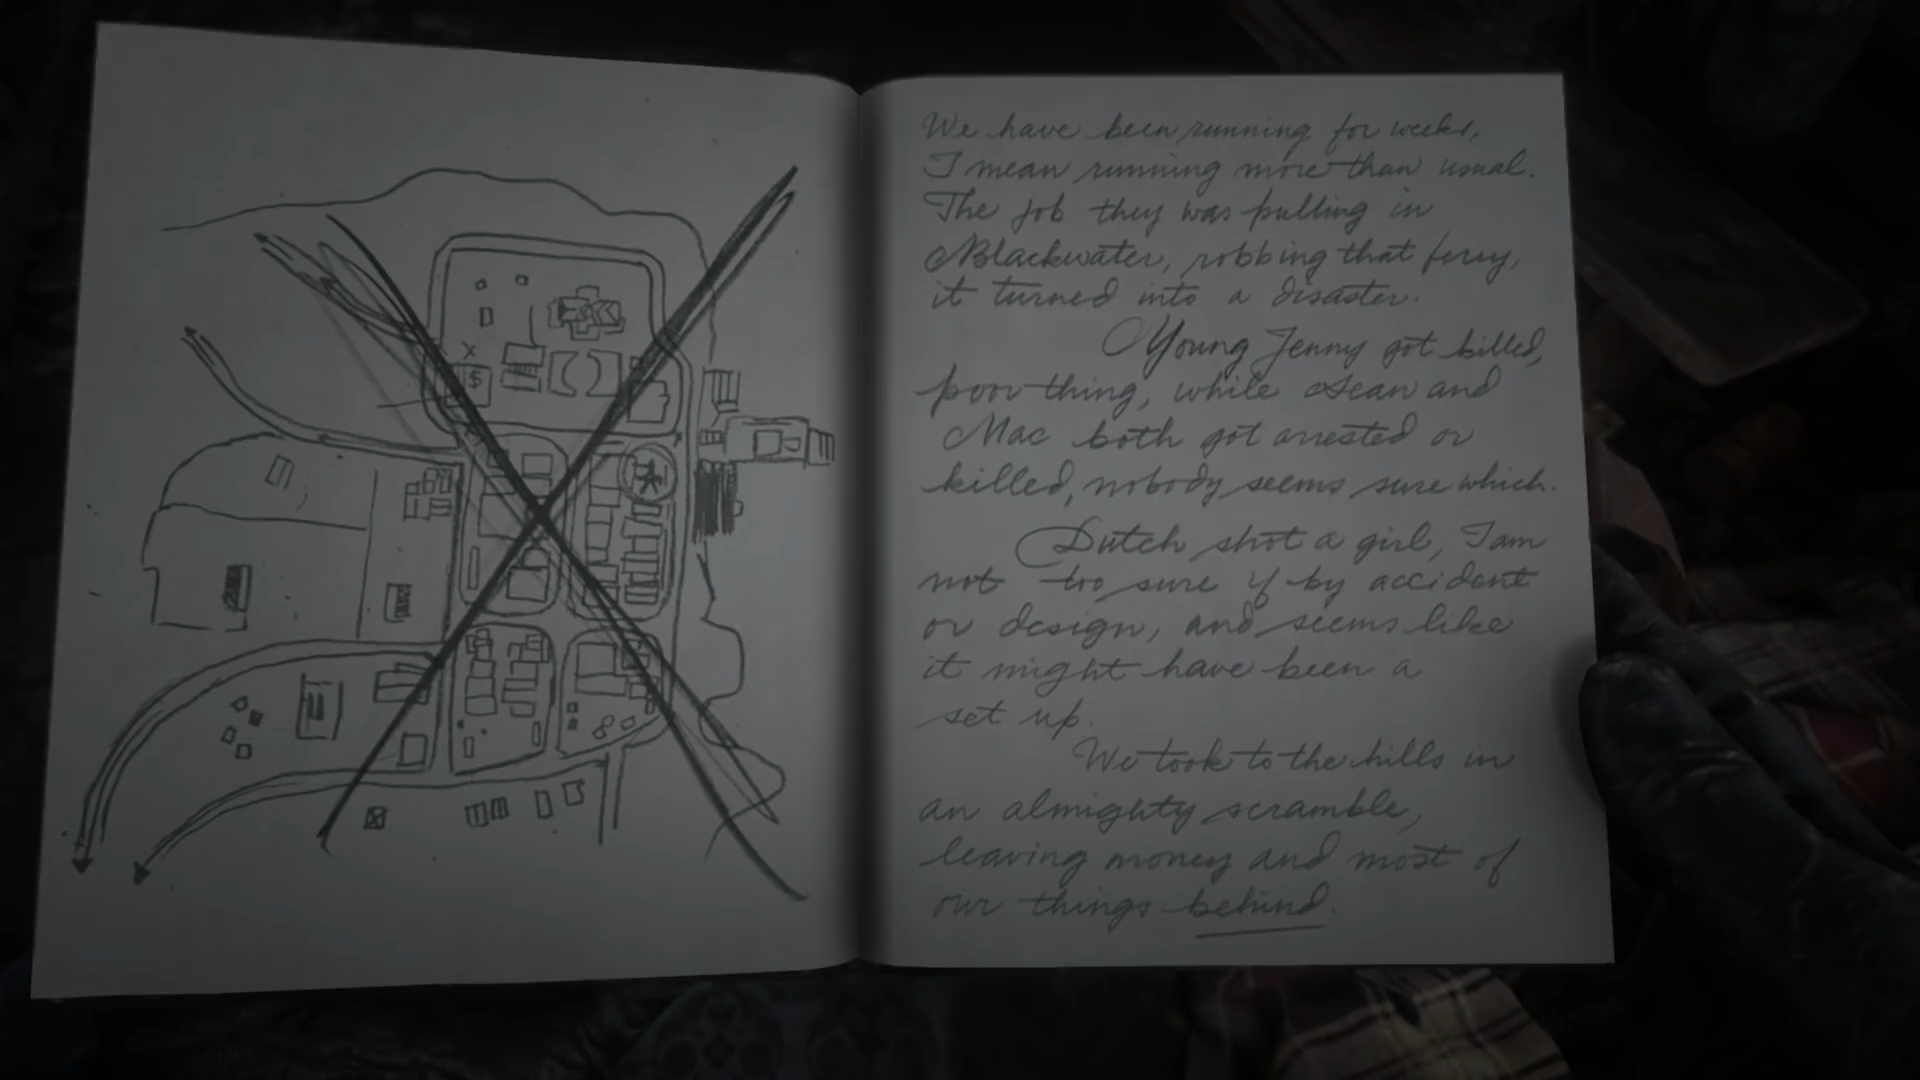 X
$
We have been running for weeks,
I mean running more than usual.
The job they was pulling in
Blackwater, robbing that ferry,
it turned into a disaster.
Young Jenny got killed,
poor thing, while Sean and
Mac both got arrested or
killed, nobody seems sure which.
Dutch shot a girl, I am
not too sure if by accident
or design, and seems like
it might have been a
set up.
We took to the hills in
an almighty scramble,
leaving money and most of
our things behind.